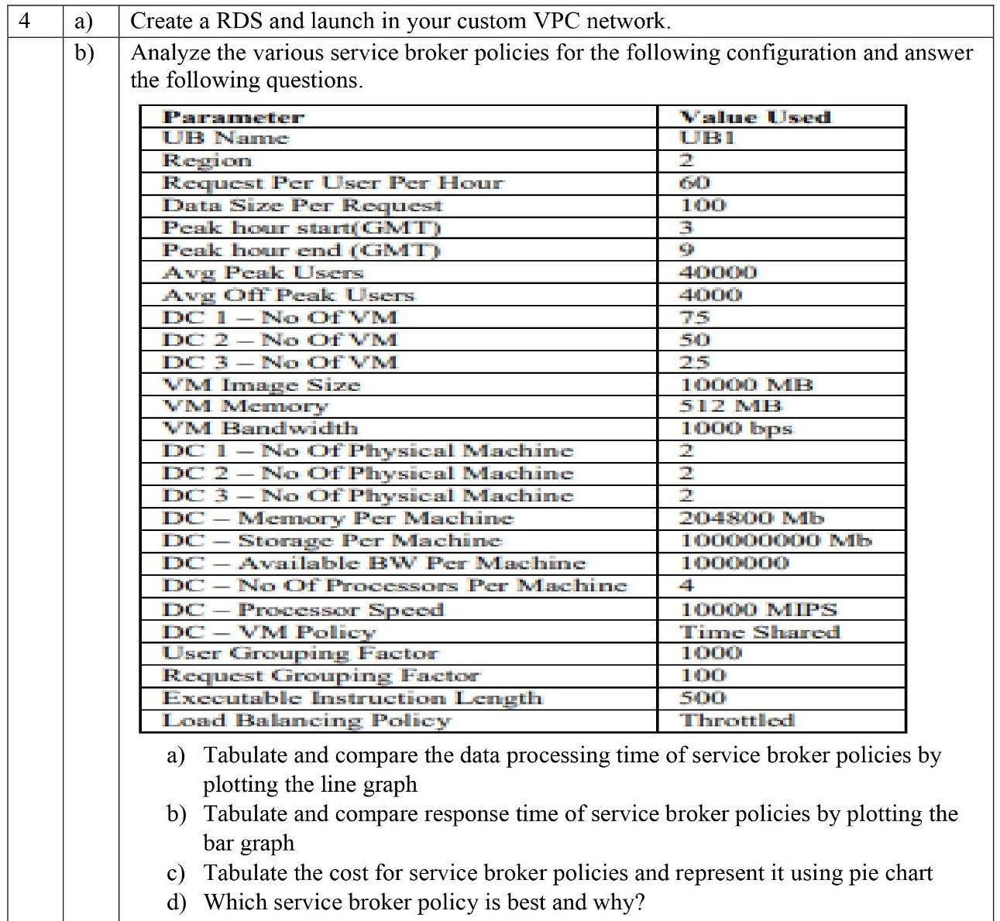 4 a) Create a RDS and launch in your custom VPC network.
b) Analyze the various service broker policies for the following configuration and answer
the following questions.
Parameter Value Used
UB Name UB1
Region 2
Request Per User Per Hour 60
Data Size Per Request 100
Peak hour start(GMT) 3
Peak hour end (GMT) 9
Avg Peak Users 40000
Avg Off Peak Users 4000
DC 1 – No Of VM 75
DC 2 – No Of VM 50
DC 3 – No Of VM 25
VM Image Size 10000 MB
VM Memory 512 MB
VM Bandwidth 1000 bps
DC 1 – No Of Physical Machine 2
DC 2 – No Of Physical Machine 2
DC 3 – No Of Physical Machine 2
DC – Memory Per Machine 204800 Mb
DC – Storage Per Machine 100000000 Mb
DC – Available BW Per Machine 1000000
DC – No Of Processors Per Machine 4
DC – Processor Speed 10000 MIPS
DC – VM Policy Time Shared
User Grouping Factor 1000
Request Grouping Factor 100
Executable Instruction Length 500
Load Balancing Policy Throttled
a) Tabulate and compare the data processing time of service broker policies by
plotting the line graph
b) Tabulate and compare response time of service broker policies by plotting the
bar graph
c) Tabulate the cost for service broker policies and represent it using pie chart
d) Which service broker policy is best and why?